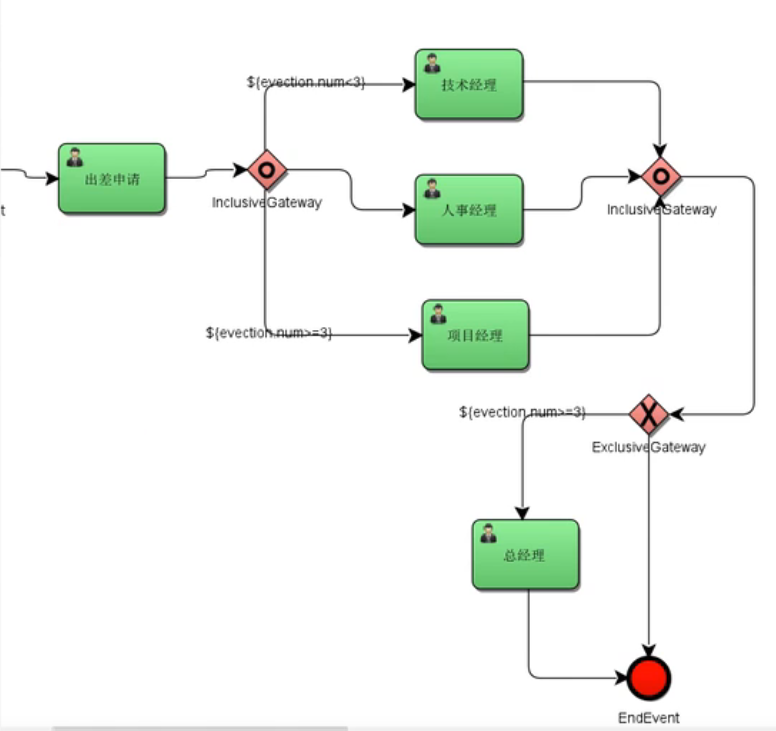 ${evection.num<3}
技术经理
出差申请
InclusiveGateway
人事经理
InclusiveGateway
t
${evection.num>=3}
项目经理
${evection.num>=3}
ExclusiveGateway
总经理
EndEvent